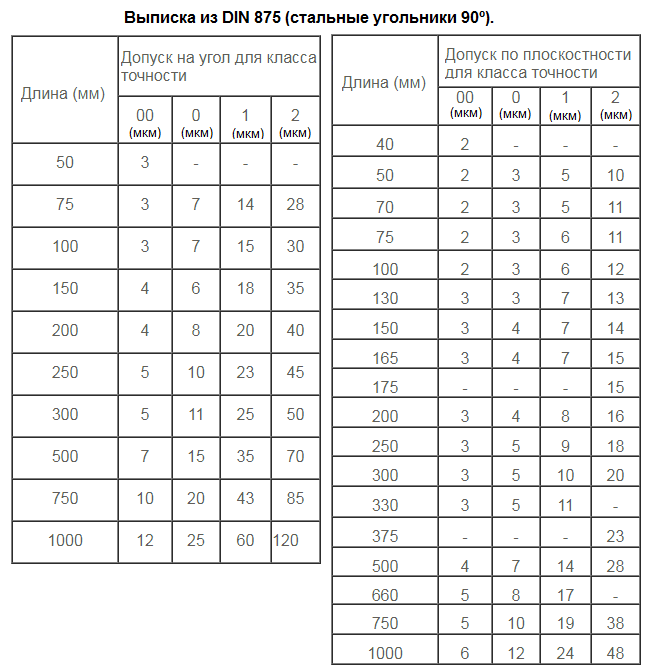 Выписка из DIN 875 (стальные угольники 90º).
Длина (мм)
Допуск на угол для класса
точности
00 0 1 2
(мкм) (мкм) (мкм) (мкм)
50 3 - - -
75 3 7 14 28
100 3 7 15 30
150 4 6 18 35
200 4 8 20 40
250 5 10 23 45
300 5 11 25 50
500 7 15 35 70
750 10 20 43 85
1000 12 25 60 120
Длина (мм)
Допуск по плоскостности
для класса точности
00 0 1 2
(мкм) (мкм) (мкм) (мкм)
40 2 - - -
50 2 3 5 10
70 2 3 5 11
75 2 3 6 11
100 2 3 6 12
130 3 3 7 13
150 3 4 7 14
165 3 4 7 15
175 - - - 15
200 3 4 8 16
250 3 5 9 18
300 3 5 10 20
330 3 5 11 -
375 - - - 23
500 4 7 14 28
660 5 8 17 -
750 5 10 19 38
1000 6 12 24 48